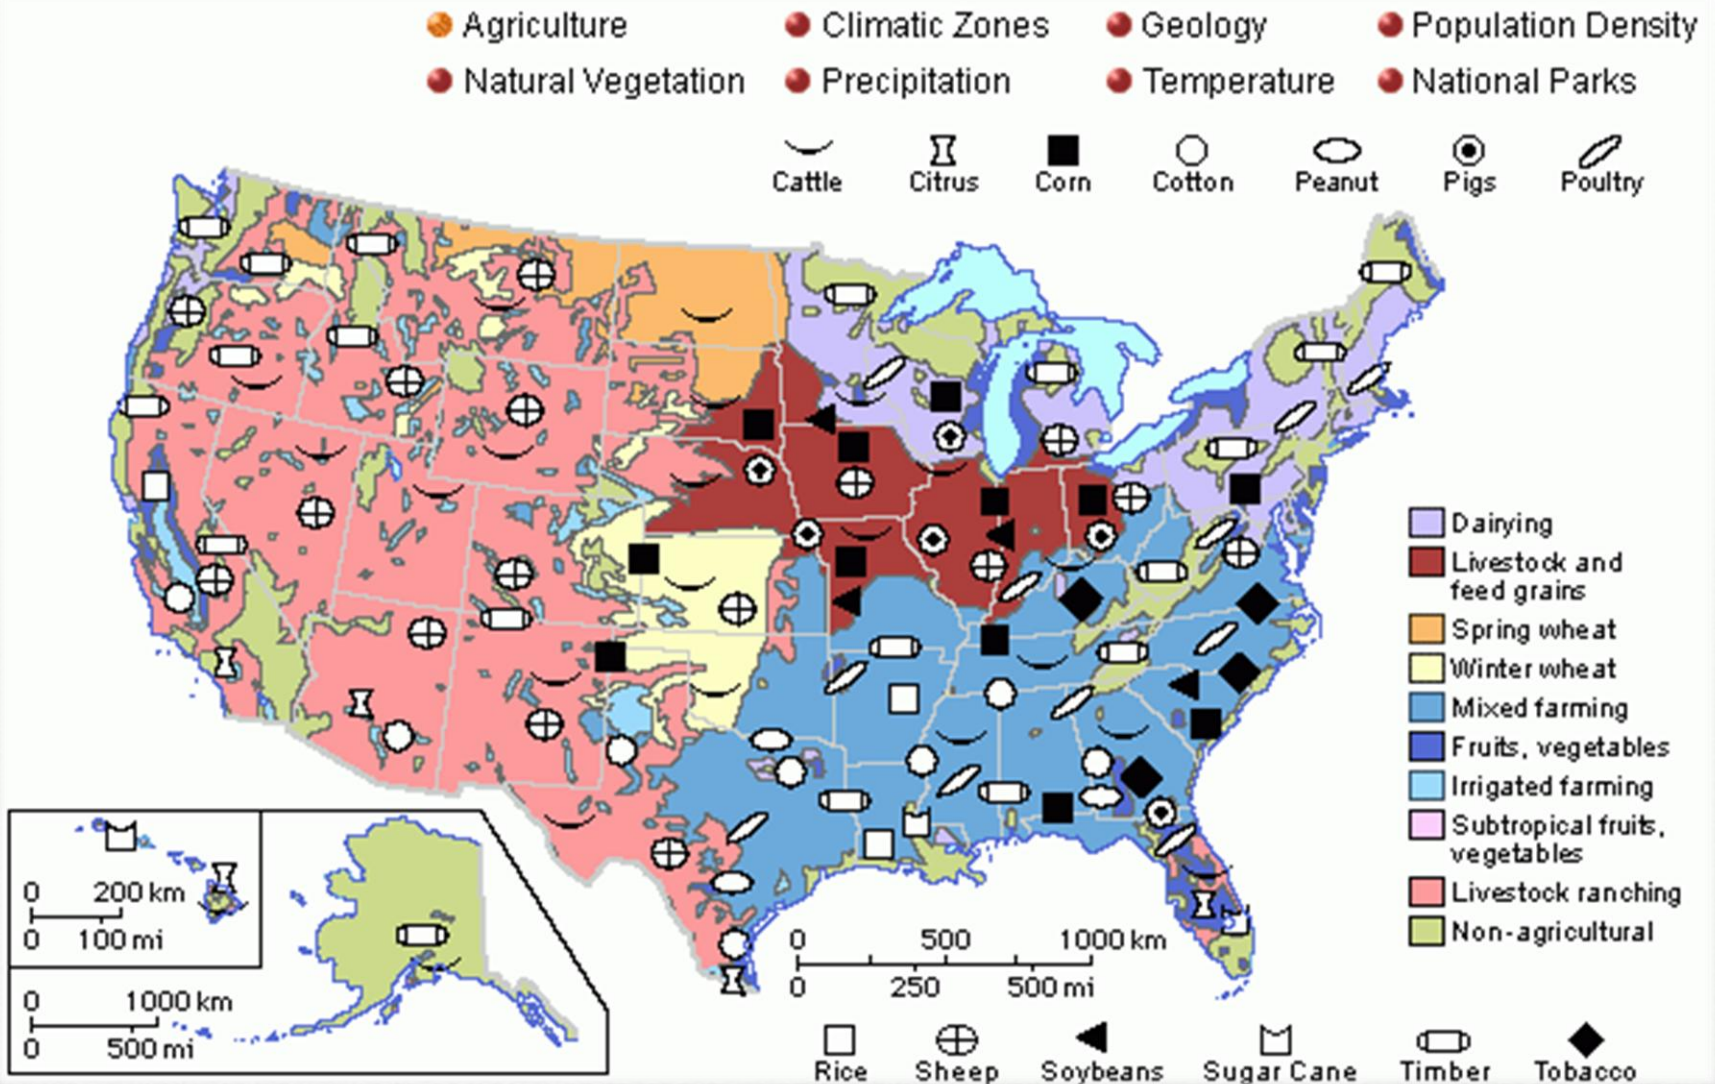 Agriculture
Climatic Zones
Geology
Population Density
Natural Vegetation
Precipitation
Temperature
National Parks
Cattle
Citrus
Corn
Cotton
Peanut
Pigs
Poultry
Dairying
Livestock and
feed grains
Spring wheat
Winter wheat
Mixed farming
Fruits, vegetables
Irrigated farming
Subtropical fruits,
vegetables
Livestock ranching
Non-agricultural
0 200 km
0 100 mi
0 1000 km
0 500 mi
0 500 1000 km
0 250 500 mi
Rice
Sheep
Soybeans
Sugar Cane
Timber
Tobacco